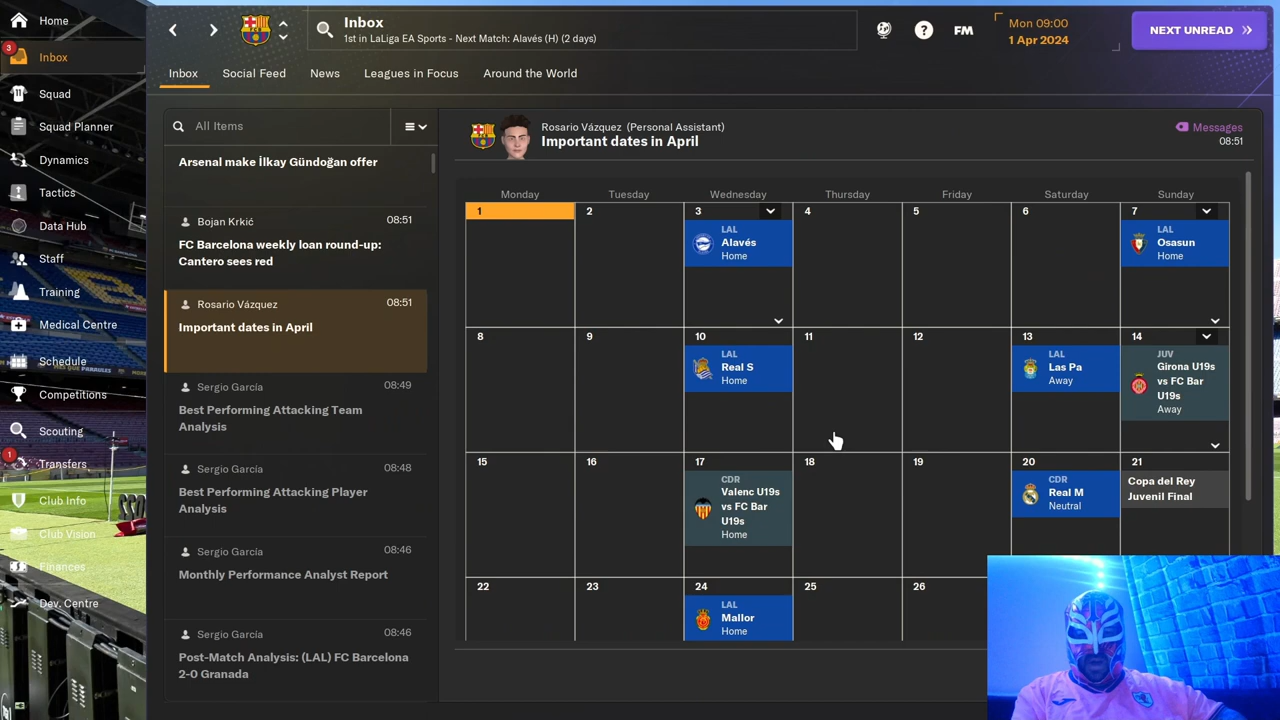 Home
3
Inbox
Squad
Squad Planner
Dynamics
Tactics
Data Hub
Staff
Training
Medical Centre
Schedule
Competitions
Scouting
1
Transfers
Club Info
Club Vision
Finances
Dev. Centre
Inbox
1st in LaLiga EA Sports - Next Match: Alavés (H) (2 days)
?
FM
Mon 09:00
1 Apr 2024
NEXT UNREAD
Inbox
Social Feed
News
Leagues in Focus
Around the World
All Items
Arsenal make İlkay Gündoğan offer
Bojan Krkić
08:51
FC Barcelona weekly loan round-up:
Cantero sees red
Rosario Vázquez
08:51
Important dates in April
Sergio García
08:49
Best Performing Attacking Team
Analysis
Sergio García
08:48
Best Performing Attacking Player
Analysis
Sergio García
08:46
Monthly Performance Analyst Report
Sergio García
08:46
Post-Match Analysis: (LAL) FC Barcelona
2-0 Granada
Rosario Vázquez (Personal Assistant)
Important dates in April
Messages
08:51
Monday Tuesday Wednesday Thursday Friday Saturday Sunday
1
2
3
LAL
Alavés
Home
4
5
6
7
LAL
Osasun
Home
8
9
10
LAL
Real S
Home
11
12
13
LAL
Las Pa
Away
14
JUV
Girona U19s
vs FC Bar
U19s
Away
15
16
17
CDR
Valenc U19s
vs FC Bar
U19s
Home
18
19
20
CDR
Real M
Neutral
21
Copa del Rey
Juvenil Final
22
23
24
LAL
Mallor
Home
25
26